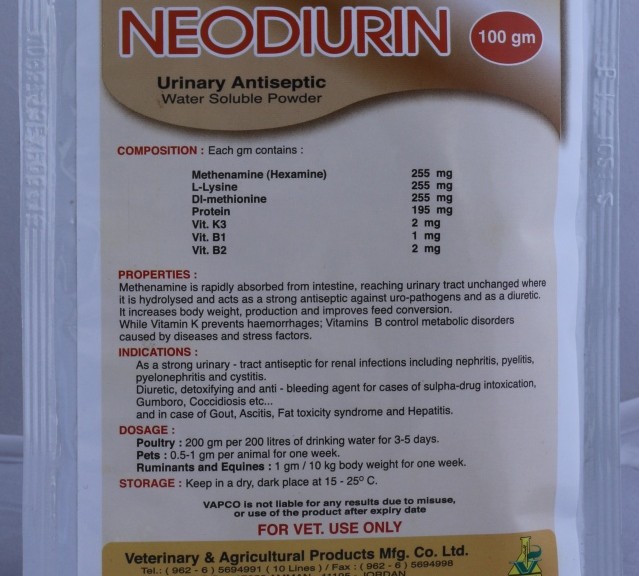 NEODIURIN
100 gm
Urinary Antiseptic
Water Soluble Powder
COMPOSITION : Each gm contains :
Methenamine (Hexamine) 255 mg
L-Lysine 255 mg
Dl-methionine 255 mg
Protein 195 mg
Vit. K3 2 mg
Vit. B1 1 mg
Vit. B2 2 mg
PROPERTIES :
Methenamine is rapidly absorbed from intestine, reaching urinary tract unchanged where
it is hydrolysed and acts as a strong antiseptic against uro-pathogens and as a diuretic.
It increases body weight, production and improves feed conversion.
While Vitamin K prevents haemorrhages; Vitamins B control metabolic disorders
caused by diseases and stress factors.
INDICATIONS :
As a strong urinary - tract antiseptic for renal infections including nephritis, pyelitis,
pyelonephritis and cystitis.
Diuretic, detoxifying and anti - bleeding agent for cases of sulpha-drug intoxication,
Gumboro, Coccidiosis etc...
and in case of Gout, Ascitis, Fat toxicity syndrome and Hepatitis.
DOSAGE :
Poultry : 200 gm per 200 litres of drinking water for 3-5 days.
Pets : 0.5-1 gm per animal for one week.
Ruminants and Equines : 1 gm / 10 kg body weight for one week.
STORAGE : Keep in a dry, dark place at 15 - 25º C.
VAPCO is not liable for any results due to misuse,
or use of the product after expiry date
FOR VET. USE ONLY
Veterinary & Agricultural Products Mfg. Co. Ltd.
Tel.: ( 962 - 6 ) 5694991 ( 10 Lines ) / Fax : ( 962 - 6 ) 5694998
AMMAN 11195 - JORDAN